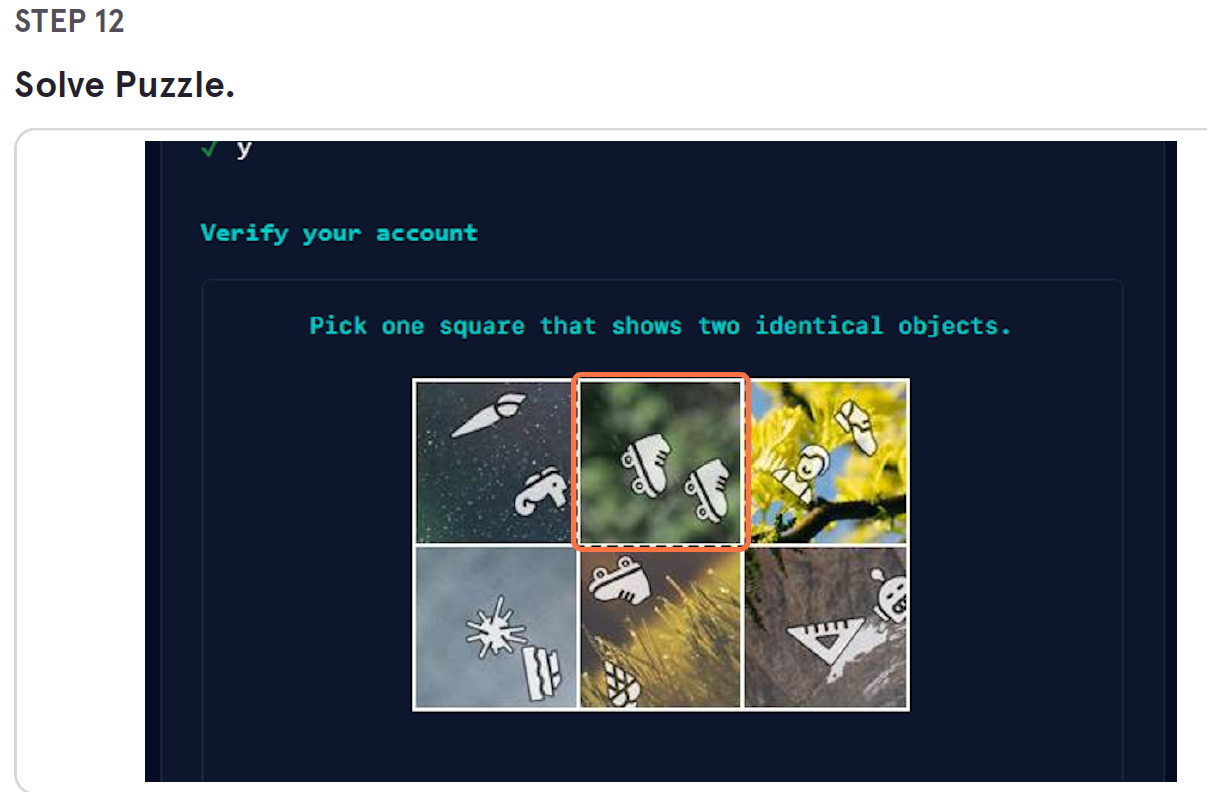 STEP 12
Solve Puzzle.
✓ y
Verify your account
Pick one square that shows two identical objects.